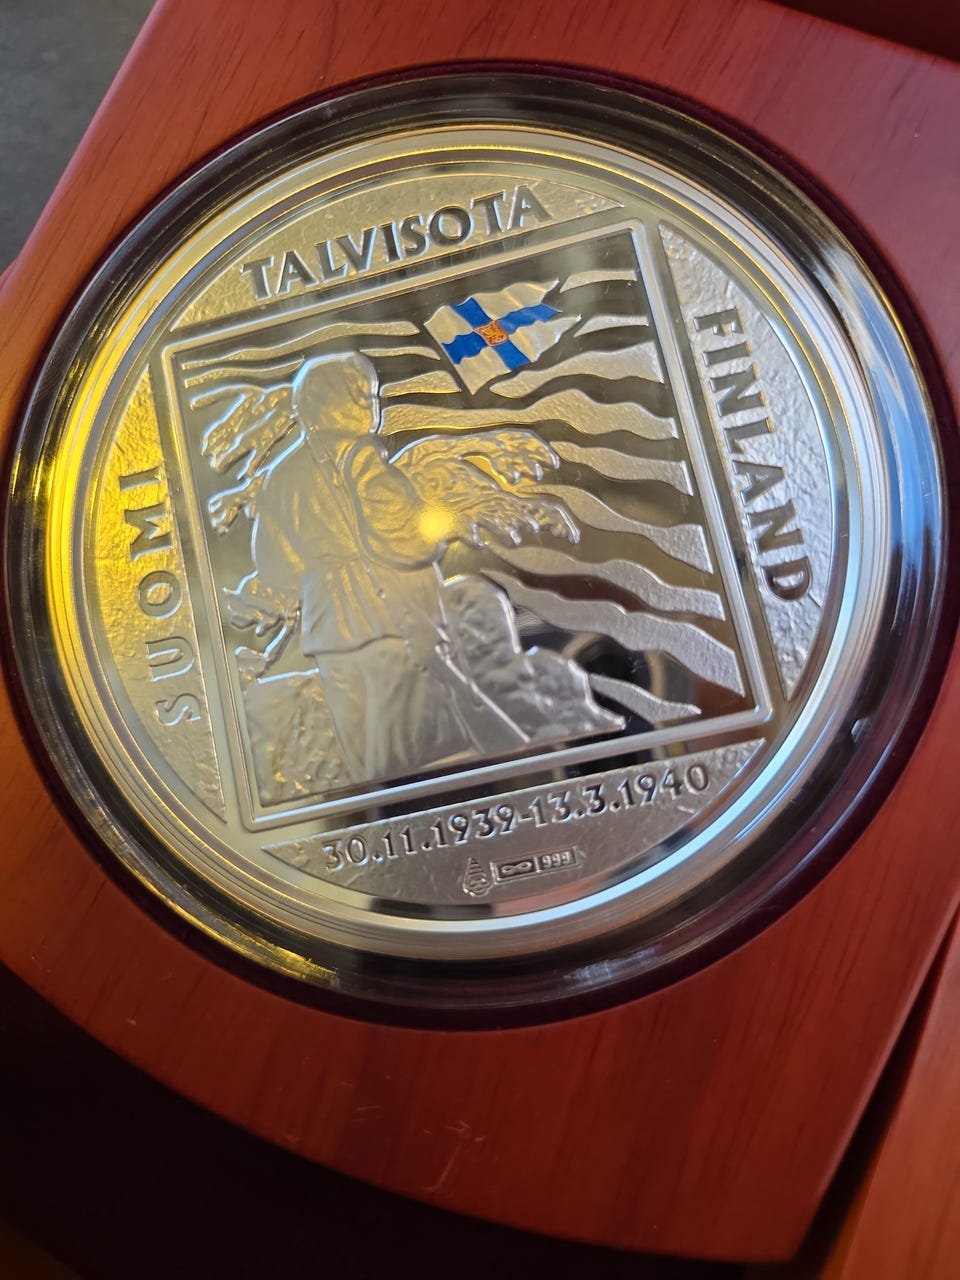 TALVISOTA
SUOMI
FINLAND
30.11.1939-13.3.1940
999